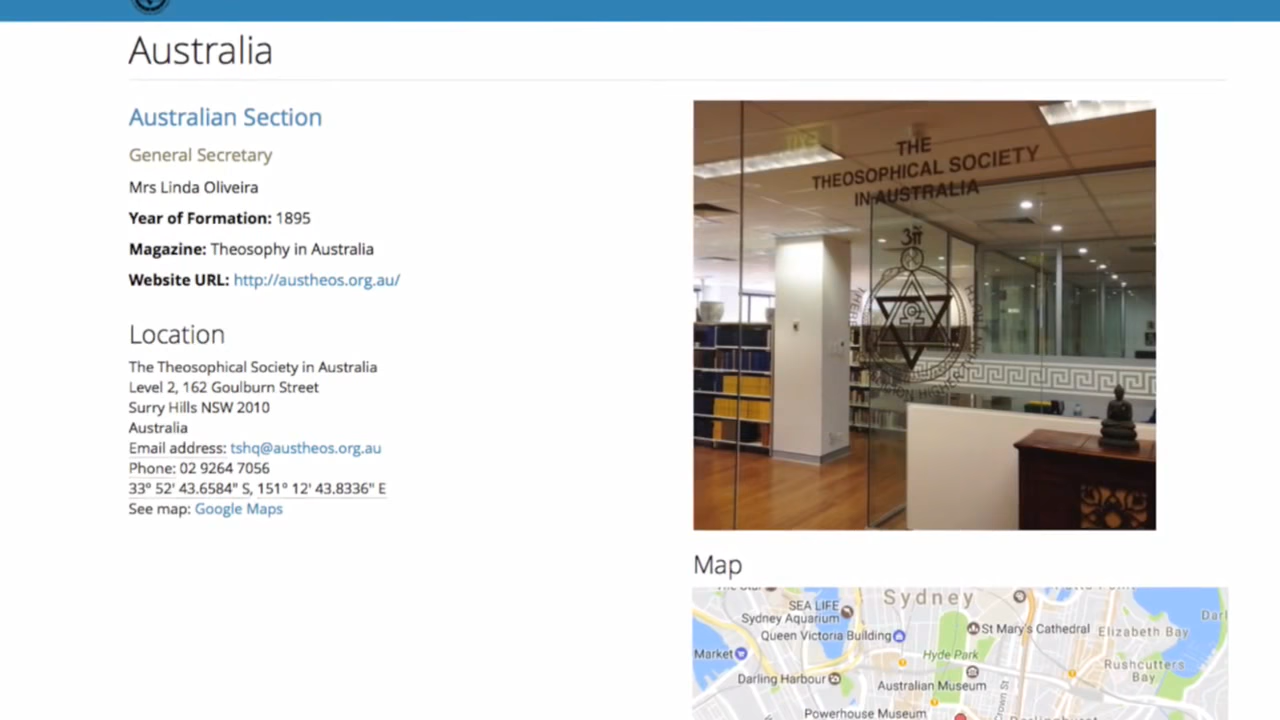 Australia
Australian Section
General Secretary
Mrs Linda Oliveira
Year of Formation: 1895
Magazine: Theosophy in Australia
Website URL: http://austheos.org.au/
Location
The Theosophical Society in Australia
Level 2, 162 Goulburn Street
Surry Hills NSW 2010
Australia
Email address: tshq@austheos.org.au
Phone: 02 9264 7056
33° 52' 43.6584" S, 151° 12' 43.8336" E
See map: Google Maps
THE
THEOSOPHICAL SOCIETY
IN AUSTRALIA
Map
Sydney
SEA LIFE
Sydney Aquarium
Queen Victoria Building
St Mary's Cathedral
Elizabeth Bay
Market
Hyde Park
Rushcutters
Bay
Darling Harbour
Australian Museum
Crown St
Powerhouse Museum